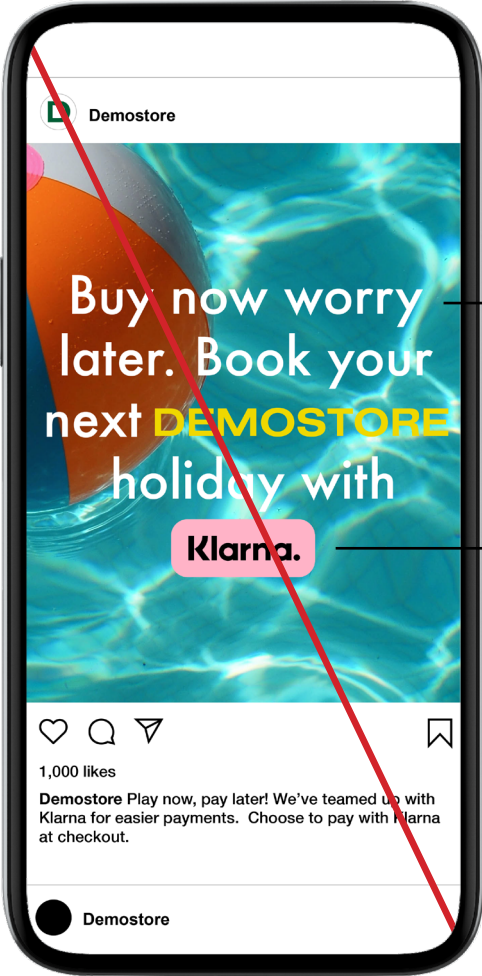 D
Demostore
Buy now worry
later. Book your
next DEMOSTORE
holiday with
Klarna.
1,000 likes
Demostore Play now, pay later! We’ve teamed up with
Klarna for easier payments.  Choose to pay with Klarna
at checkout.
Demostore